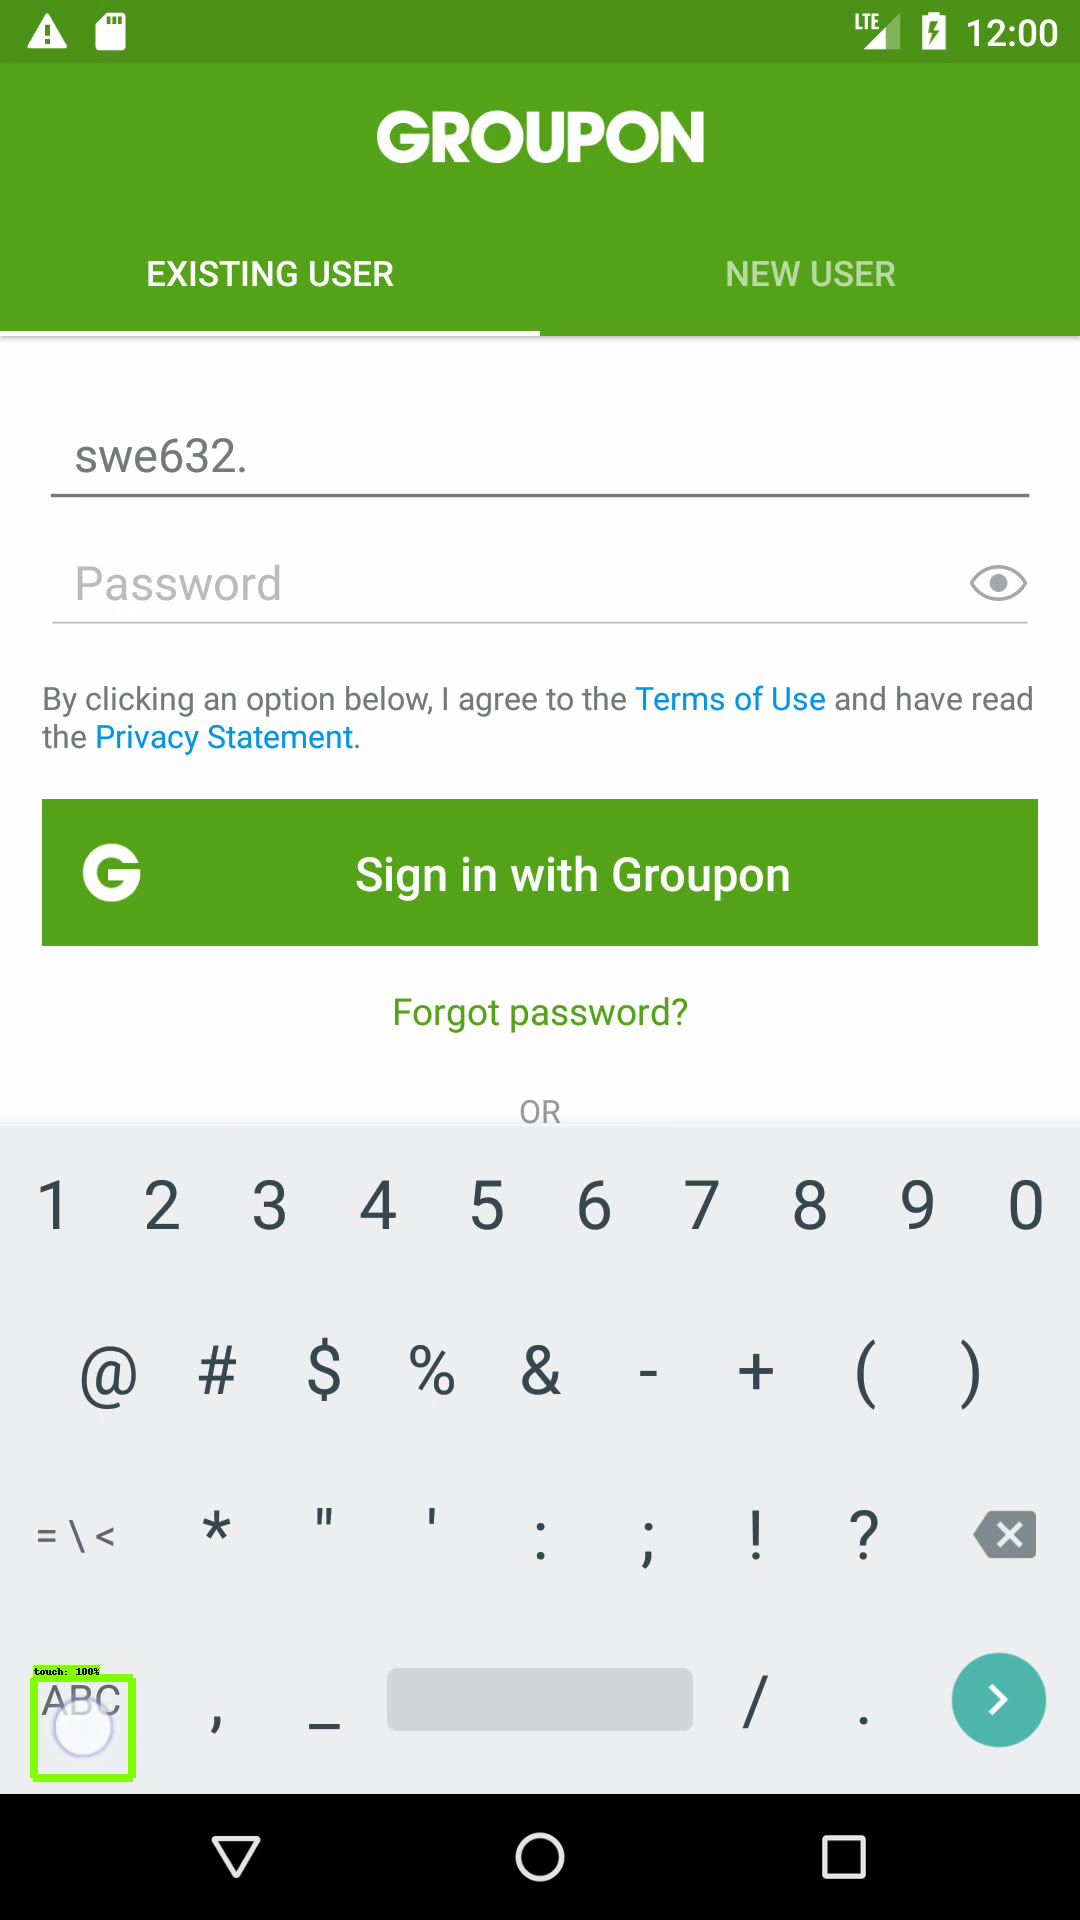 LTE 12:00
GROUPON
EXISTING USER NEW USER
swe632.
Password
By clicking an option below, I agree to the Terms of Use and have read
the Privacy Statement.
G Sign in with Groupon
Forgot password?
OR
1 2 3 4 5 6 7 8 9 0
@ # $ % & - + ( )
= \ < * " ' : ; ! ?
touch: 100%
ABC , _ / .